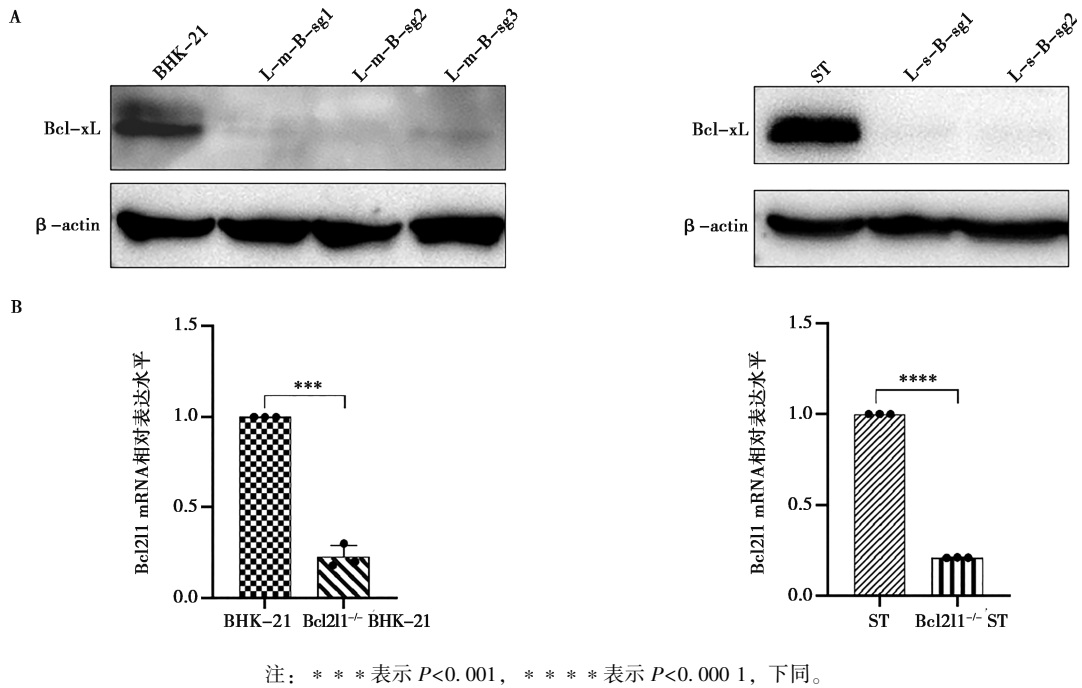 A
BHK-21
L-m-B-sg1
L-m-B-sg2
L-m-B-sg3
ST
L-s-B-sg1
L-s-B-sg2
Bcl-xL
Bcl-xL
β-actin
β-actin
B
Bcl2l1 mRNA相对表达水平
1.5
1.0
0.5
0.0
***
BHK-21
Bcl2l1⁻/⁻ BHK-21
Bcl2l1 mRNA相对表达水平
1.5
1.0
0.5
0.0
****
ST
Bcl2l1⁻/⁻ ST
注：***表示P<0.001，****表示P<0.000 1，下同。